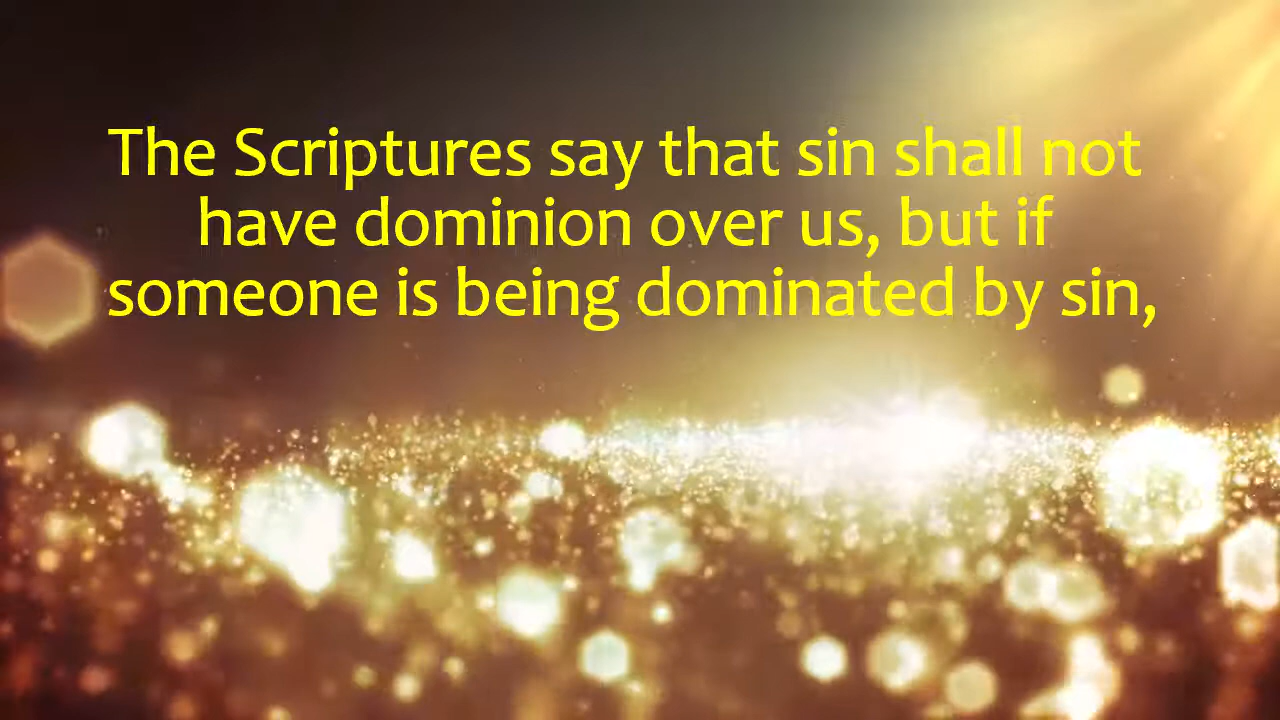 The Scriptures say that sin shall not
have dominion over us, but if
someone is being dominated by sin,